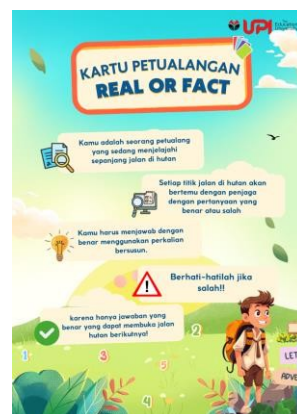 UPI
KARTU PETUALANGAN
REAL OR FACT
Kamu adalah seorang petualang
yang sedang menjelajahi
sepanjang jalan di hutan
Setiap titik jalan di hutan akan
bertemu dengan penjaga
dengan pertanyaan yang
benar atau salah
Kamu harus menjawab dengan
benar menggunakan perkalian
bersusun.
Berhati-hatilah jika
salah!!
karena hanya jawaban yang
benar yang dapat membuka jalan
hutan berikutnya!
1
2
3
4
5
LET
ADVE